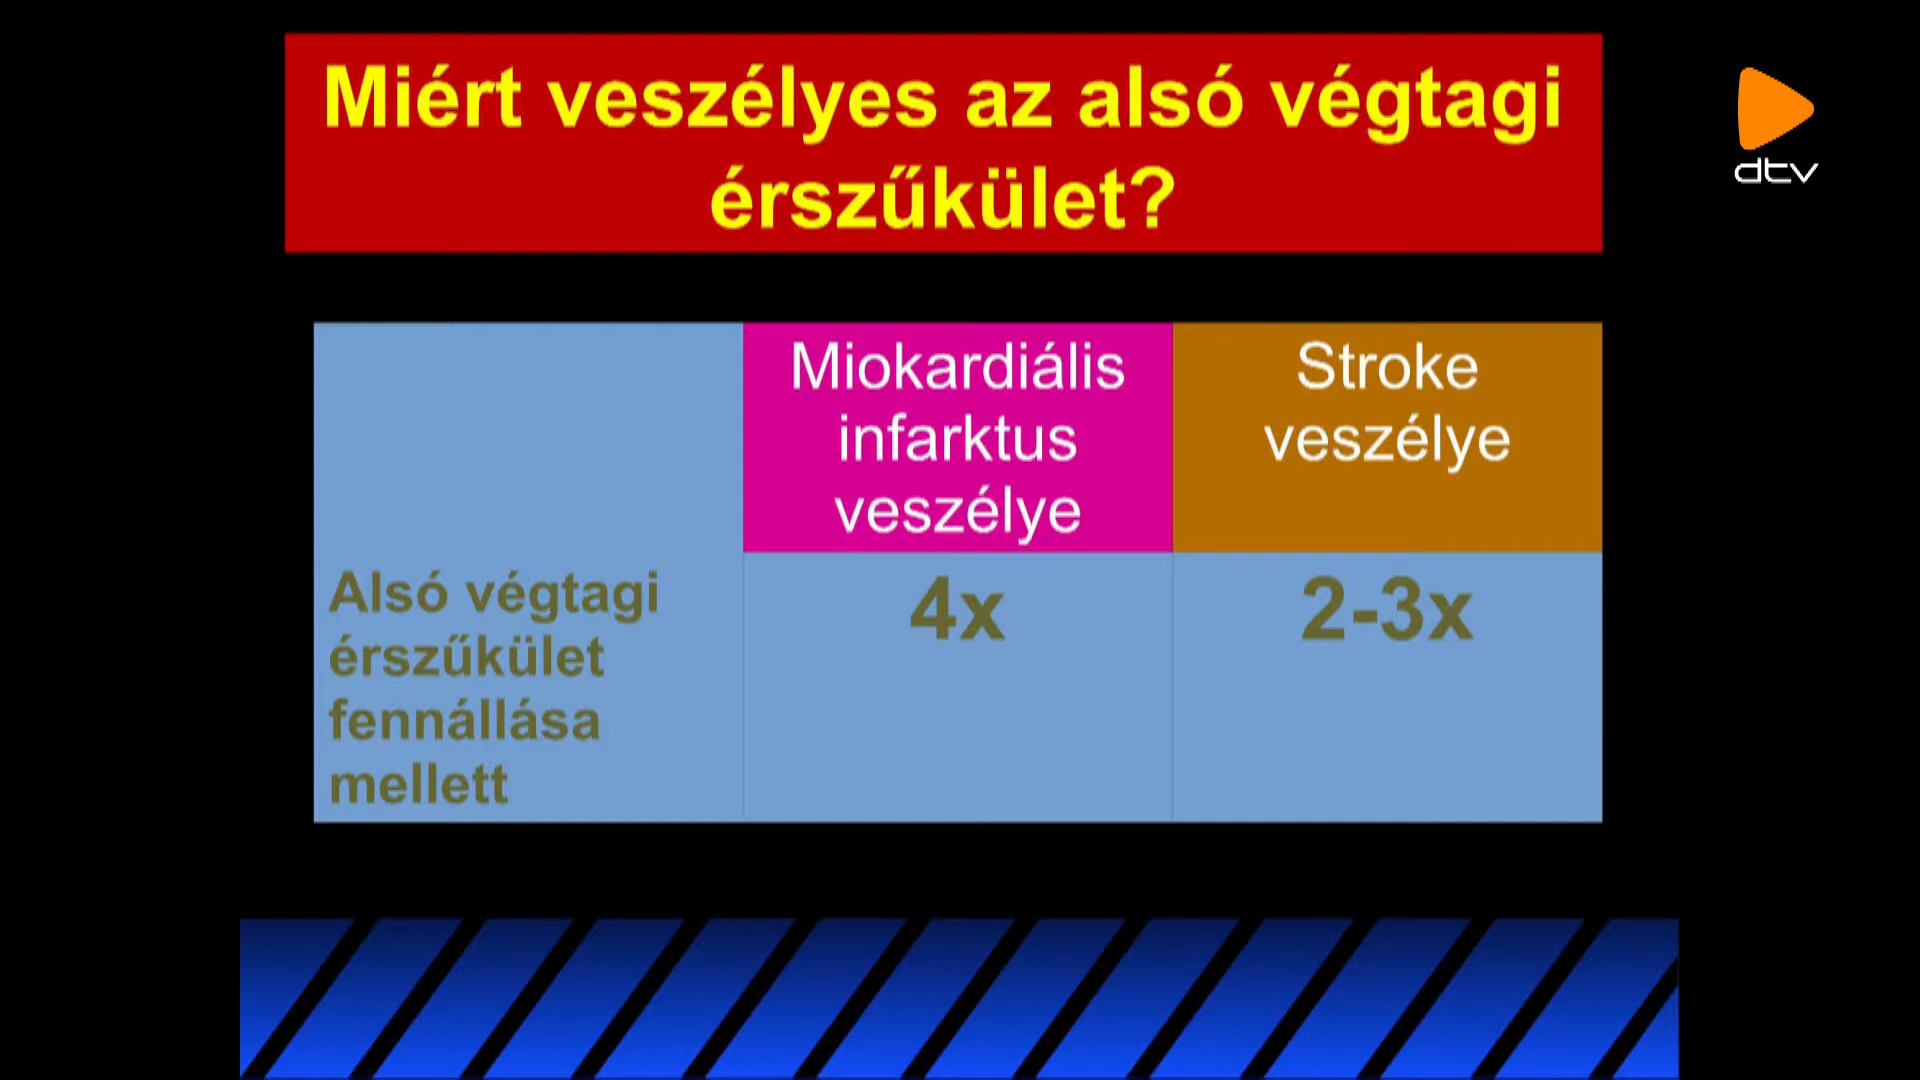 Miért veszélyes az alsó végtagi
érszűkület?
dtv
Miokardiális
infarktus
veszélye
Stroke
veszélye
Alsó végtagi
érszűkület
fennállása
mellett
4x
2-3x